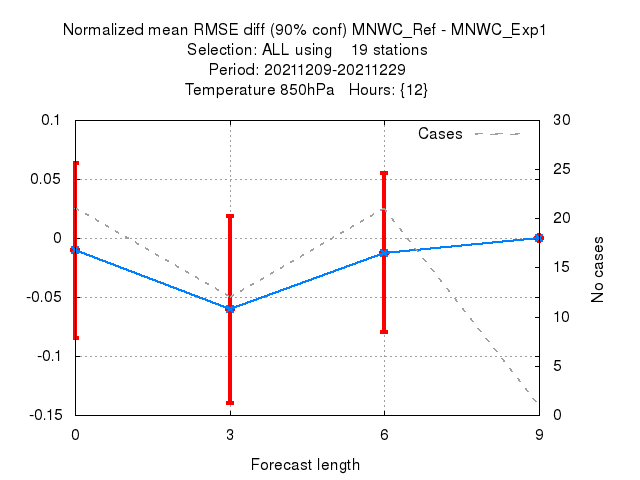 Normalized mean RMSE diff (90% conf) MNWC_Ref - MNWC_Exp1
Selection: ALL using    19 stations
Period: 20211209-20211229
Temperature 850hPa   Hours: {12}
Cases
0.1
0.05
0
-0.05
-0.1
-0.15
30
25
20
15
10
5
0
No cases
0
3
6
9
Forecast length